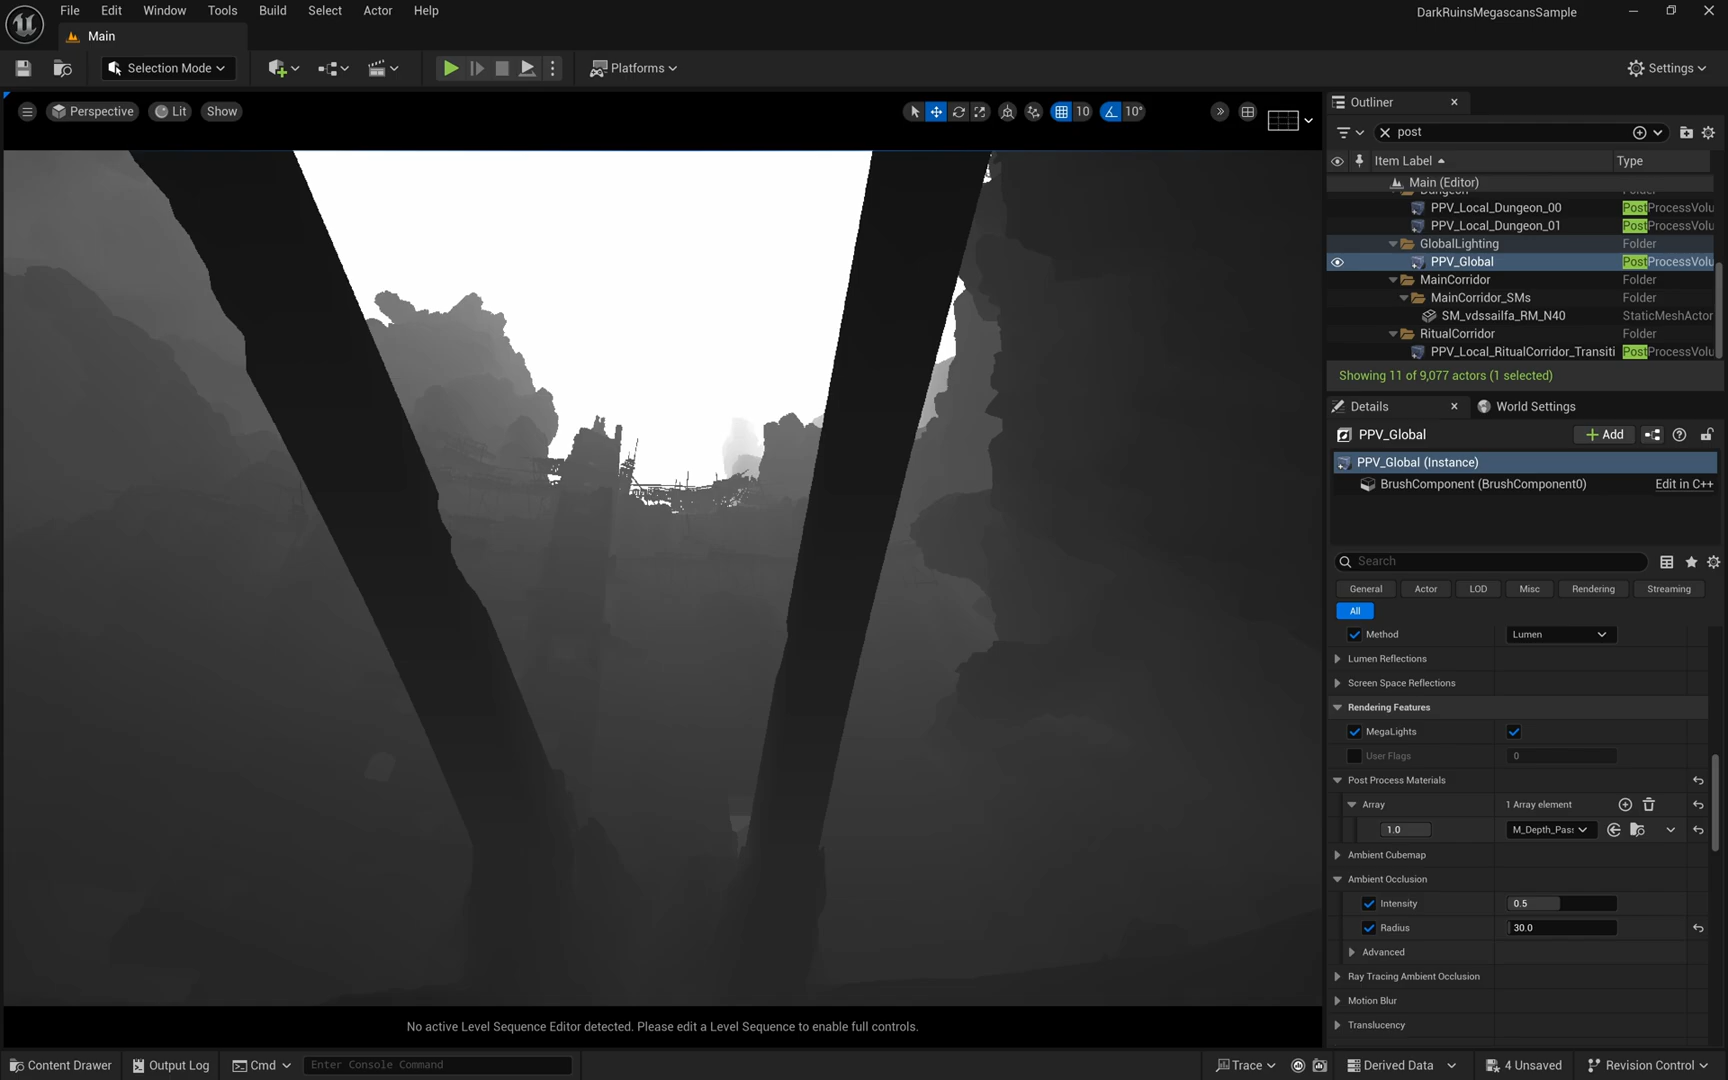 File Edit Window Tools Build Select Actor Help
DarkRuinsMegascansSample
Main
Selection Mode
Platforms
Settings
Perspective
Lit
Show
10
10°
Outliner
post
Item Label
Type
Main (Editor)
PPV_Local_Dungeon_00 PostProcessVolu
PPV_Local_Dungeon_01 PostProcessVolu
GlobalLighting Folder
PPV_Global PostProcessVolu
MainCorridor Folder
MainCorridor_SMs Folder
SM_vdssailfa_RM_N40 StaticMeshActor
RitualCorridor Folder
PPV_Local_RitualCorridor_Transiti PostProcessVolu
Showing 11 of 9,077 actors (1 selected)
Details
World Settings
PPV_Global
Add
PPV_Global (Instance)
BrushComponent (BrushComponent0) Edit in C++
Search
General Actor LOD Misc Rendering Streaming
All
Method Lumen
Lumen Reflections
Screen Space Reflections
Rendering Features
MegaLights
User Flags 0
Post Process Materials
Array 1 Array element
1.0 M_Depth_Pas
Ambient Cubemap
Ambient Occlusion
Intensity 0.5
Radius 30.0
Advanced
Ray Tracing Ambient Occlusion
Motion Blur
Translucency
No active Level Sequence Editor detected. Please edit a Level Sequence to enable full controls.
Content Drawer
Output Log
Cmd
Enter Console Command
Trace
Derived Data
4 Unsaved
Revision Control